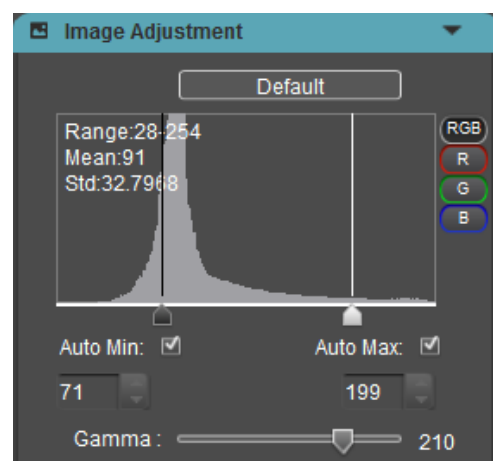 Image Adjustment
Default
Range:28-254
Mean:91
Std:32.7968
RGB
R
G
B
Auto Min:
Auto Max:
71
199
Gamma :
210